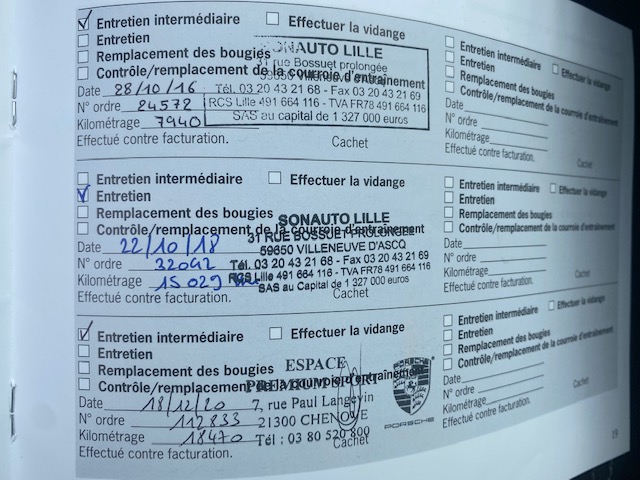 Entretien intermédiaire Effectuer la vidange
Entretien
Remplacement des bougies
Contrôle/remplacement de la courroie d'entraînement
Date 28/10/16
N° ordre 24572
Kilométrage 7940
Effectué contre facturation. Cachet
SONAUTO LILLE
31 rue Bossuet prolongée
Tél. 03 20 43 21 68 - Fax 03 20 43 21 69
RCS Lille 491 664 116 - TVA FR78 491 664 116
SAS au capital de 1 327 000 euros
Entretien intermédiaire Effectuer la vidange
Entretien
Remplacement des bougies
Contrôle/remplacement de la courroie d'entraînement
Date 22/10/18
N° ordre 32042
Kilométrage 15 029
Effectué contre facturation. Cachet
SONAUTO LILLE
31 RUE BOSSUET PROLONGEE
59650 VILLENEUVE D'ASCQ
Tél. 03 20 43 21 68 - Fax 03 20 43 21 69
RCS Lille 491 664 116 - TVA FR78 491 664 116
SAS au Capital de 1 327 000 euros
Entretien intermédiaire Effectuer la vidange
Entretien
Remplacement des bougies
Contrôle/remplacement de la courroie d'entraînement
Date 18/12/20
N° ordre 112833
Kilométrage 18470
Effectué contre facturation. Cachet
ESPACE
7, rue Paul Langevin
21300 CHENOVE
Tél : 03 80 520 800
PORSCHE
Entretien intermédiaire Effectuer la vidange
Entretien
Remplacement des bougies
Contrôle/remplacement de la courroie d'entraînement
Date
N° ordre
Kilométrage
Effectué contre facturation. Cachet
Entretien intermédiaire Effectuer la vidange
Entretien
Remplacement des bougies
Contrôle/remplacement de la courroie d'entraînement
Date
N° ordre
Kilométrage
Effectué contre facturation. Cachet
Entretien intermédiaire Effectuer la vidange
Entretien
Remplacement des bougies
Contrôle/remplacement de la courroie d'entraînement
Date
N° ordre
Kilométrage
Effectué contre facturation. Cachet
19